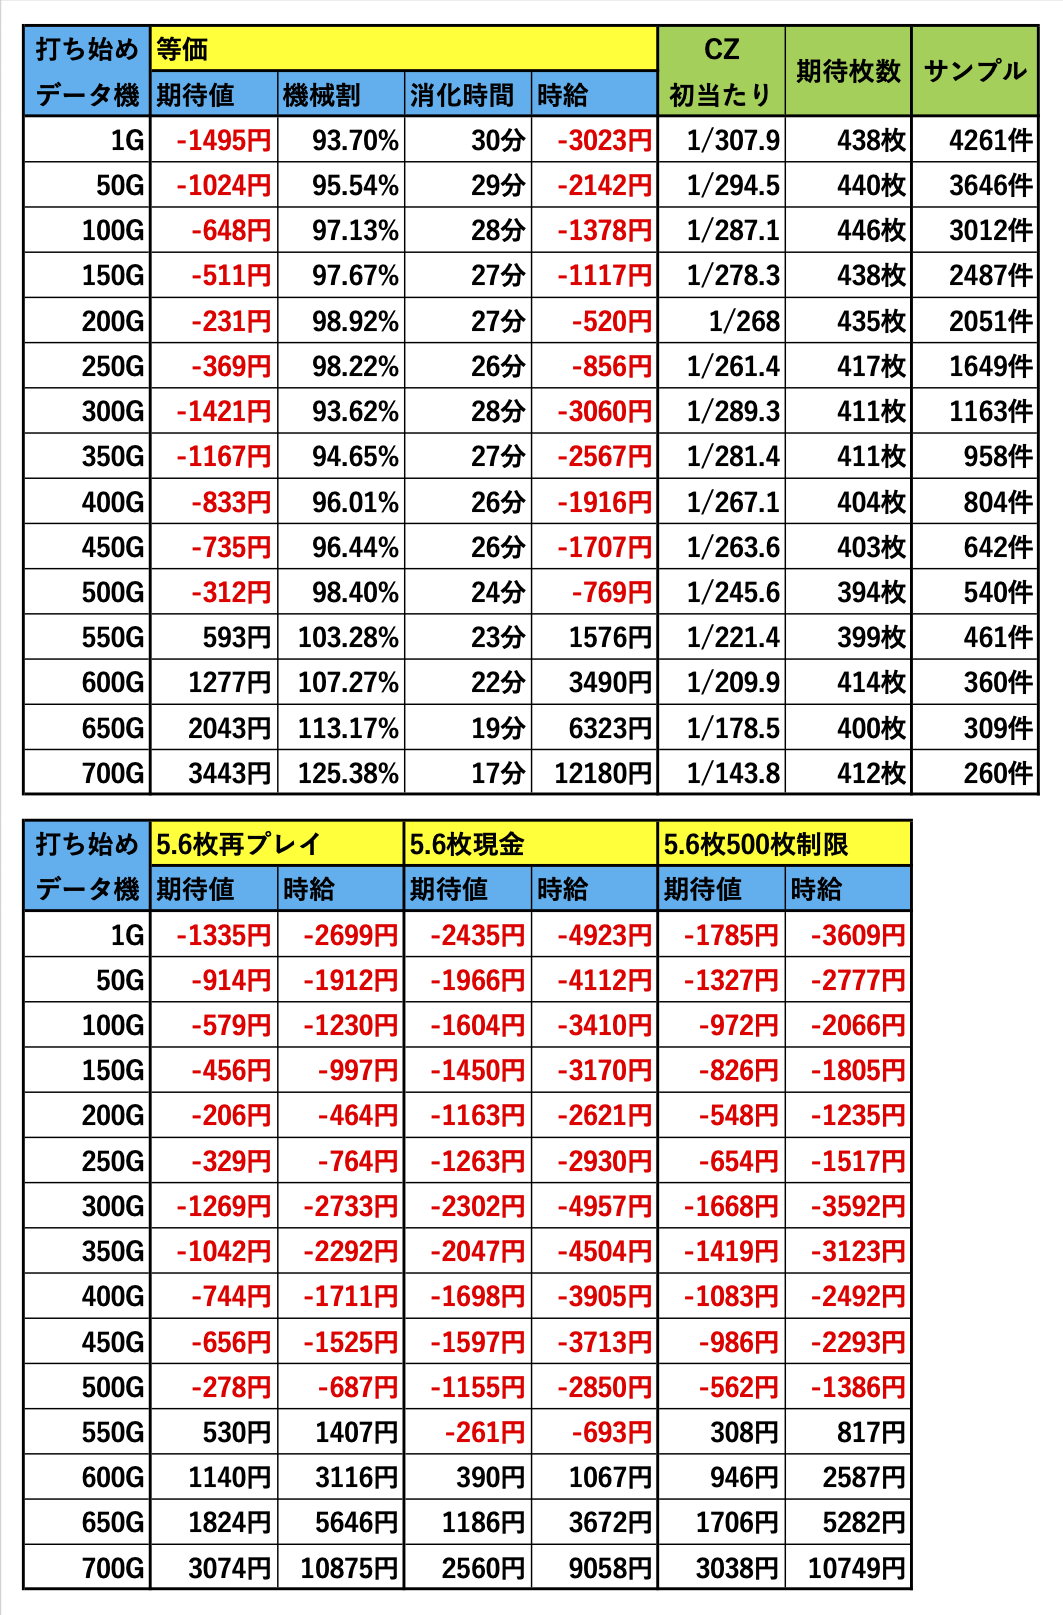 打ち始め 等価 CZ 期待枚数 サンプル
データ機 期待値 機械割 消化時間 時給 初当たり
1G -1495円 93.70% 30分 -3023円 1/307.9 438枚 4261件
50G -1024円 95.54% 29分 -2142円 1/294.5 440枚 3646件
100G -648円 97.13% 28分 -1378円 1/287.1 446枚 3012件
150G -511円 97.67% 27分 -1117円 1/278.3 438枚 2487件
200G -231円 98.92% 27分 -520円 1/268 435枚 2051件
250G -369円 98.22% 26分 -856円 1/261.4 417枚 1649件
300G -1421円 93.62% 28分 -3060円 1/289.3 411枚 1163件
350G -1167円 94.65% 27分 -2567円 1/281.4 411枚 958件
400G -833円 96.01% 26分 -1916円 1/267.1 404枚 804件
450G -735円 96.44% 26分 -1707円 1/263.6 403枚 642件
500G -312円 98.40% 24分 -769円 1/245.6 394枚 540件
550G 593円 103.28% 23分 1576円 1/221.4 399枚 461件
600G 1277円 107.27% 22分 3490円 1/209.9 414枚 360件
650G 2043円 113.17% 19分 6323円 1/178.5 400枚 309件
700G 3443円 125.38% 17分 12180円 1/143.8 412枚 260件
打ち始め 5.6枚再プレイ 5.6枚現金 5.6枚500枚制限
データ機 期待値 時給 期待値 時給 期待値 時給
1G -1335円 -2699円 -2435円 -4923円 -1785円 -3609円
50G -914円 -1912円 -1966円 -4112円 -1327円 -2777円
100G -579円 -1230円 -1604円 -3410円 -972円 -2066円
150G -456円 -997円 -1450円 -3170円 -826円 -1805円
200G -206円 -464円 -1163円 -2621円 -548円 -1235円
250G -329円 -764円 -1263円 -2930円 -654円 -1517円
300G -1269円 -2733円 -2302円 -4957円 -1668円 -3592円
350G -1042円 -2292円 -2047円 -4504円 -1419円 -3123円
400G -744円 -1711円 -1698円 -3905円 -1083円 -2492円
450G -656円 -1525円 -1597円 -3713円 -986円 -2293円
500G -278円 -687円 -1155円 -2850円 -562円 -1386円
550G 530円 1407円 -261円 -693円 308円 817円
600G 1140円 3116円 390円 1067円 946円 2587円
650G 1824円 5646円 1186円 3672円 1706円 5282円
700G 3074円 10875円 2560円 9058円 3038円 10749円